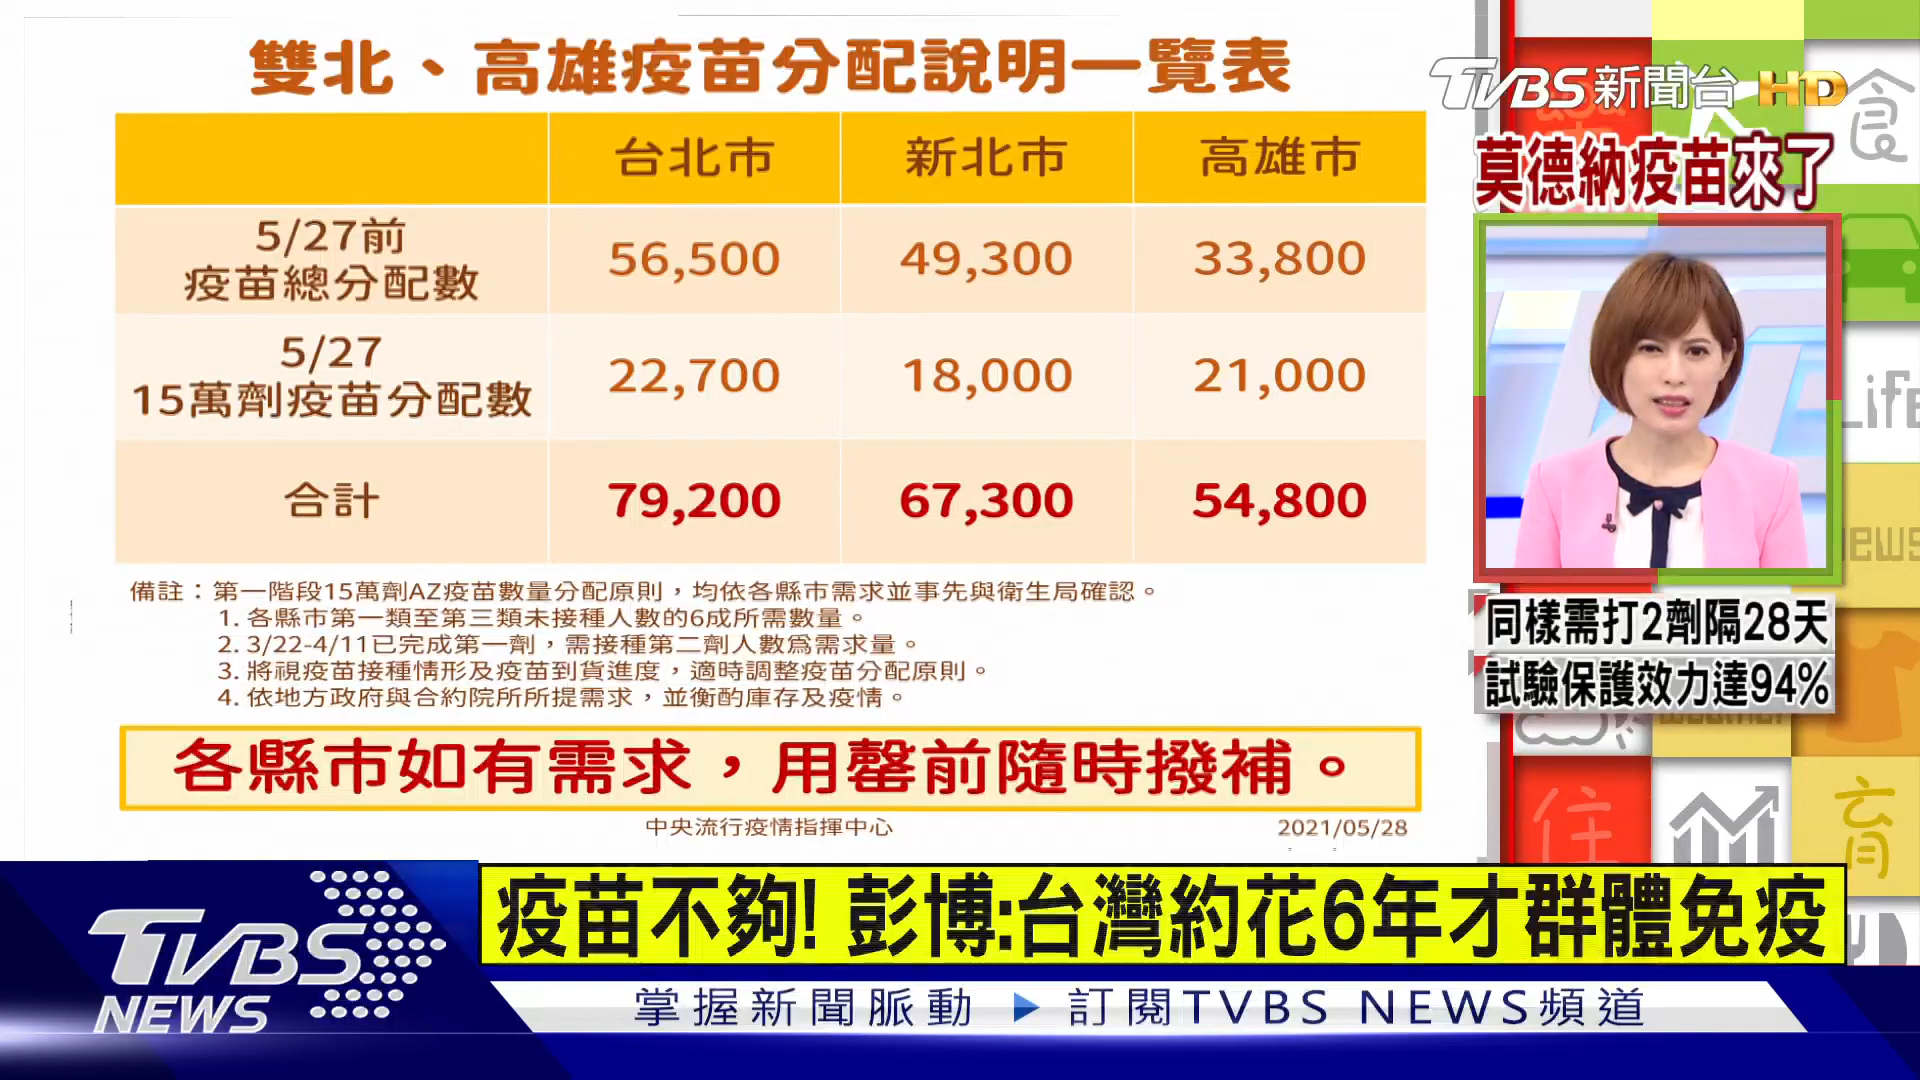 雙北、高雄疫苗分配說明一覽表
台北市 新北市 高雄市
5/27前
疫苗總分配數
56,500 49,300 33,800
5/27
15萬劑疫苗分配數
22,700 18,000 21,000
合計 79,200 67,300 54,800
備註：第一階段15萬劑AZ疫苗數量分配原則，均依各縣市需求並事先與衛生局確認。
1. 各縣市第一類至第三類未接種人數的6成所需數量。
2. 3/22-4/11已完成第一劑，需接種第二劑人數為需求量。
3. 將視疫苗接種情形及疫苗到貨進度，適時調整疫苗分配原則。
4. 依地方政府與合約院所所提需求，並衡酌庫存及疫情。
各縣市如有需求，用罄前隨時撥補。
中央流行疫情指揮中心 2021/05/28
TVBS新聞台 HD
莫德納疫苗來了
同樣需打2劑隔28天
試驗保護效力達94%
食
Life
news
住
育
TVBS
NEWS
疫苗不夠! 彭博:台灣約花6年才群體免疫
掌握新聞脈動 ▶ 訂閱TVBS NEWS頻道